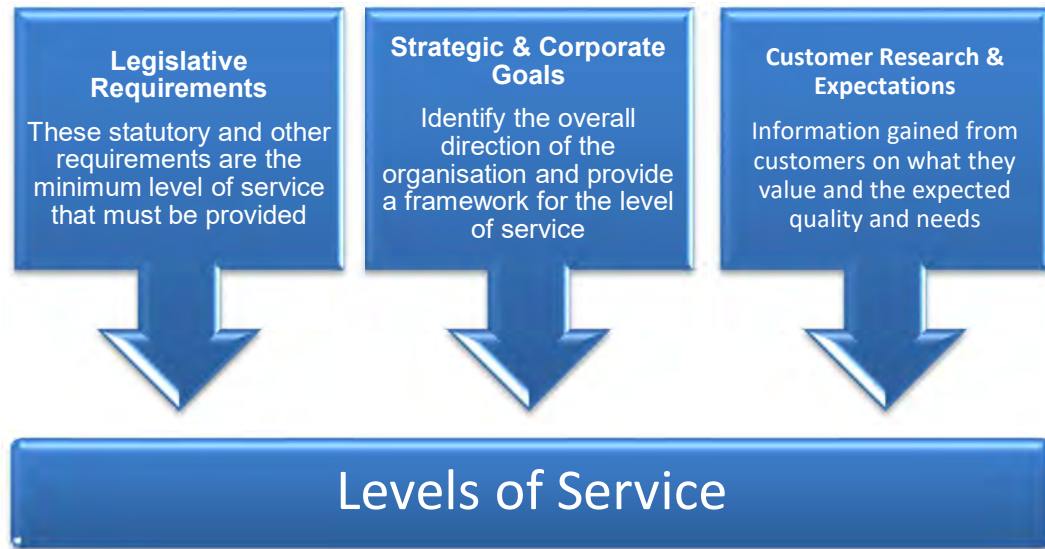 Legislative
Requirements
These statutory and other
requirements are the
minimum level of service
that must be provided
Strategic & Corporate
Goals
Identify the overall
direction of the
organisation and provide
a framework for the level
of service
Customer Research &
Expectations
Information gained from
customers on what they
value and the expected
quality and needs
Levels of Service